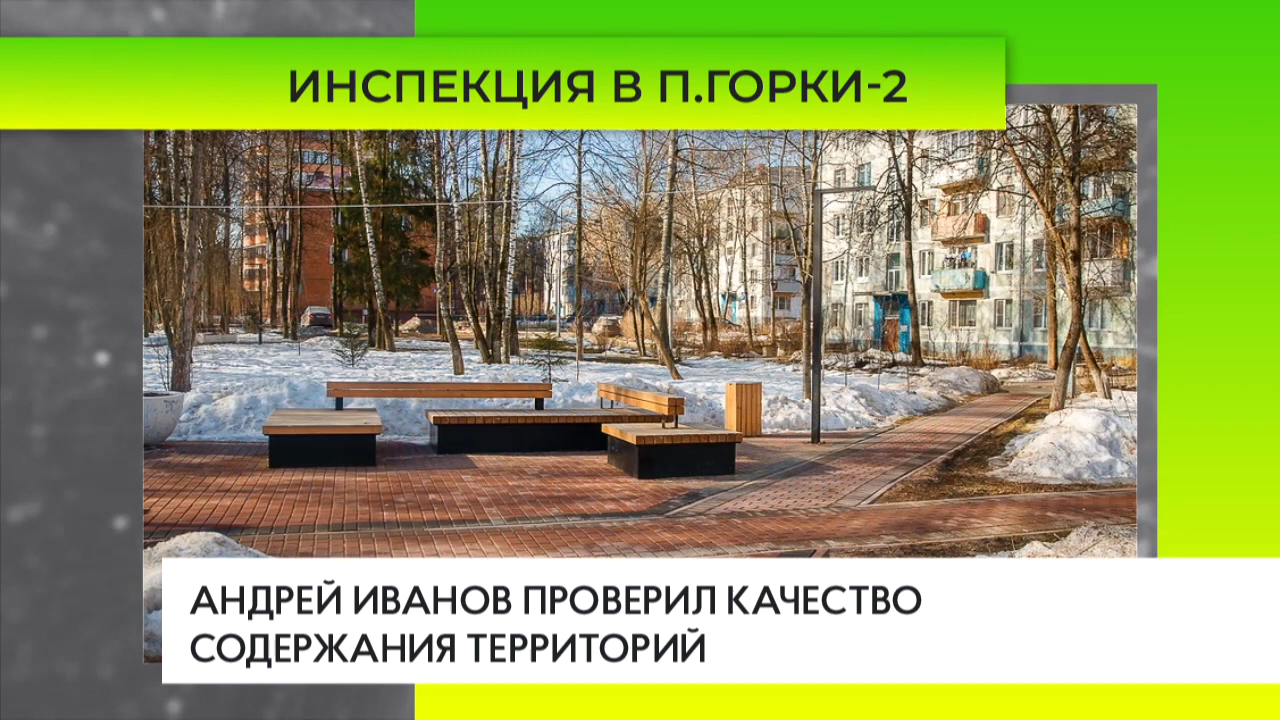 ИНСПЕКЦИЯ В П.ГОРКИ-2
АНДРЕЙ ИВАНОВ ПРОВЕРИЛ КАЧЕСТВО
СОДЕРЖАНИЯ ТЕРРИТОРИЙ